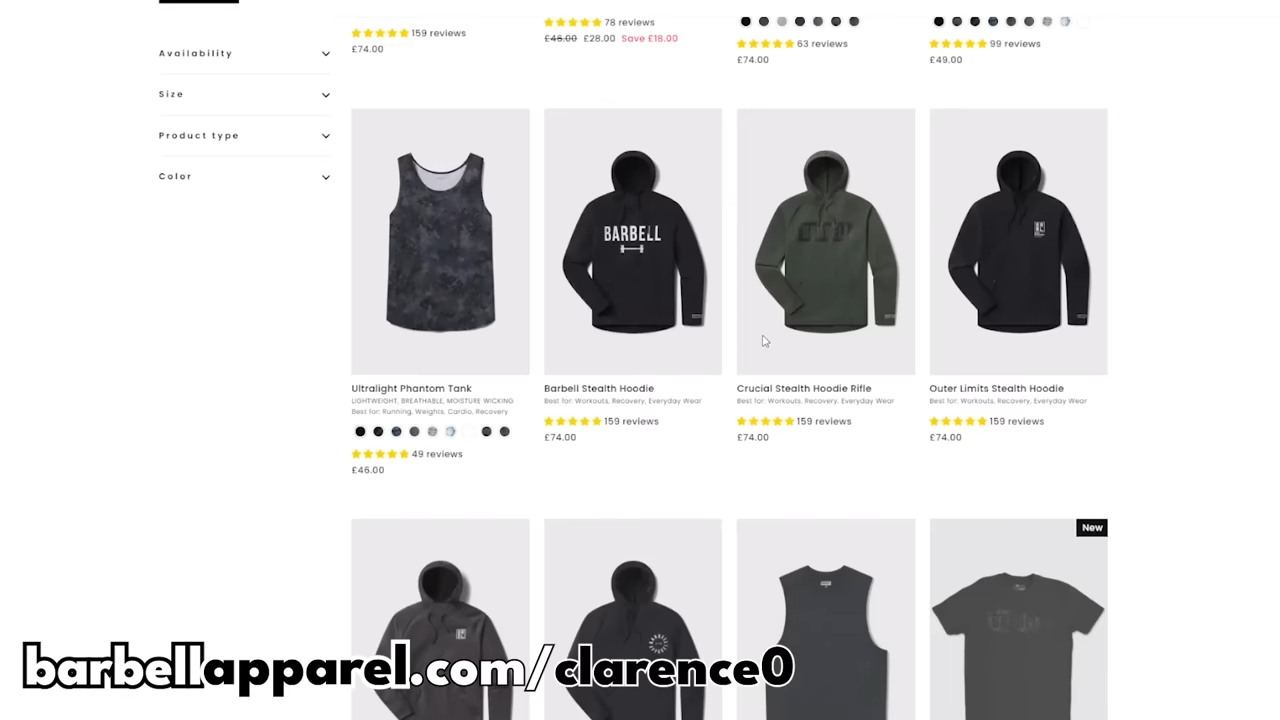 159 reviews
£74.00
78 reviews
£46.00 £28.00 Save £18.00
63 reviews
£74.00
99 reviews
£49.00
Availability
Size
Product type
Color
BARBELL
Ultralight Phantom Tank
LIGHTWEIGHT, BREATHABLE, MOISTURE WICKING
Best for: Running, Weights, Cardio, Recovery
49 reviews
£46.00
Barbell Stealth Hoodie
Best for: Workouts, Recovery, Everyday Wear
159 reviews
£74.00
Crucial Stealth Hoodie Rifle
Best for: Workouts, Recovery, Everyday Wear
159 reviews
£74.00
Outer Limits Stealth Hoodie
Best for: Workouts, Recovery, Everyday Wear
159 reviews
£74.00
New
barbellapparel.com/clarence0